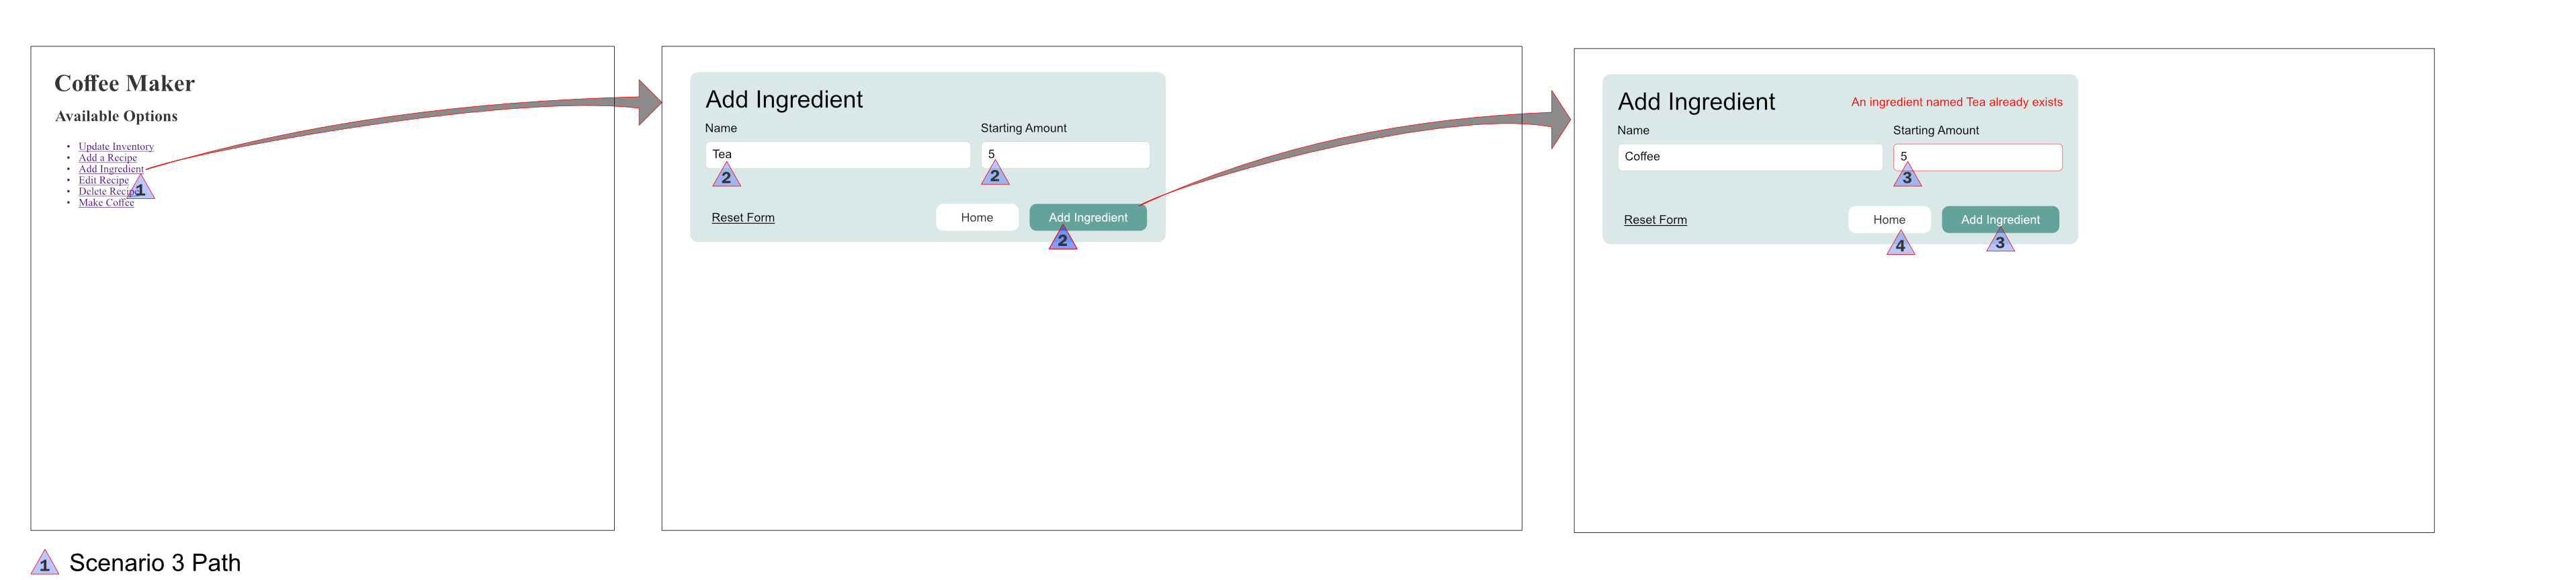 Coffee Maker
Available Options
• Update Inventory
• Add a Recipe
• Add Ingredient
• Edit Recipe
• Delete Recipe
• Make Coffee
1
Add Ingredient
Name
Starting Amount
Tea
5
2
2
Reset Form
Home
Add Ingredient
2
Add Ingredient
An ingredient named Tea already exists
Name
Starting Amount
Coffee
5
3
Reset Form
Home
Add Ingredient
4
3
1 Scenario 3 Path